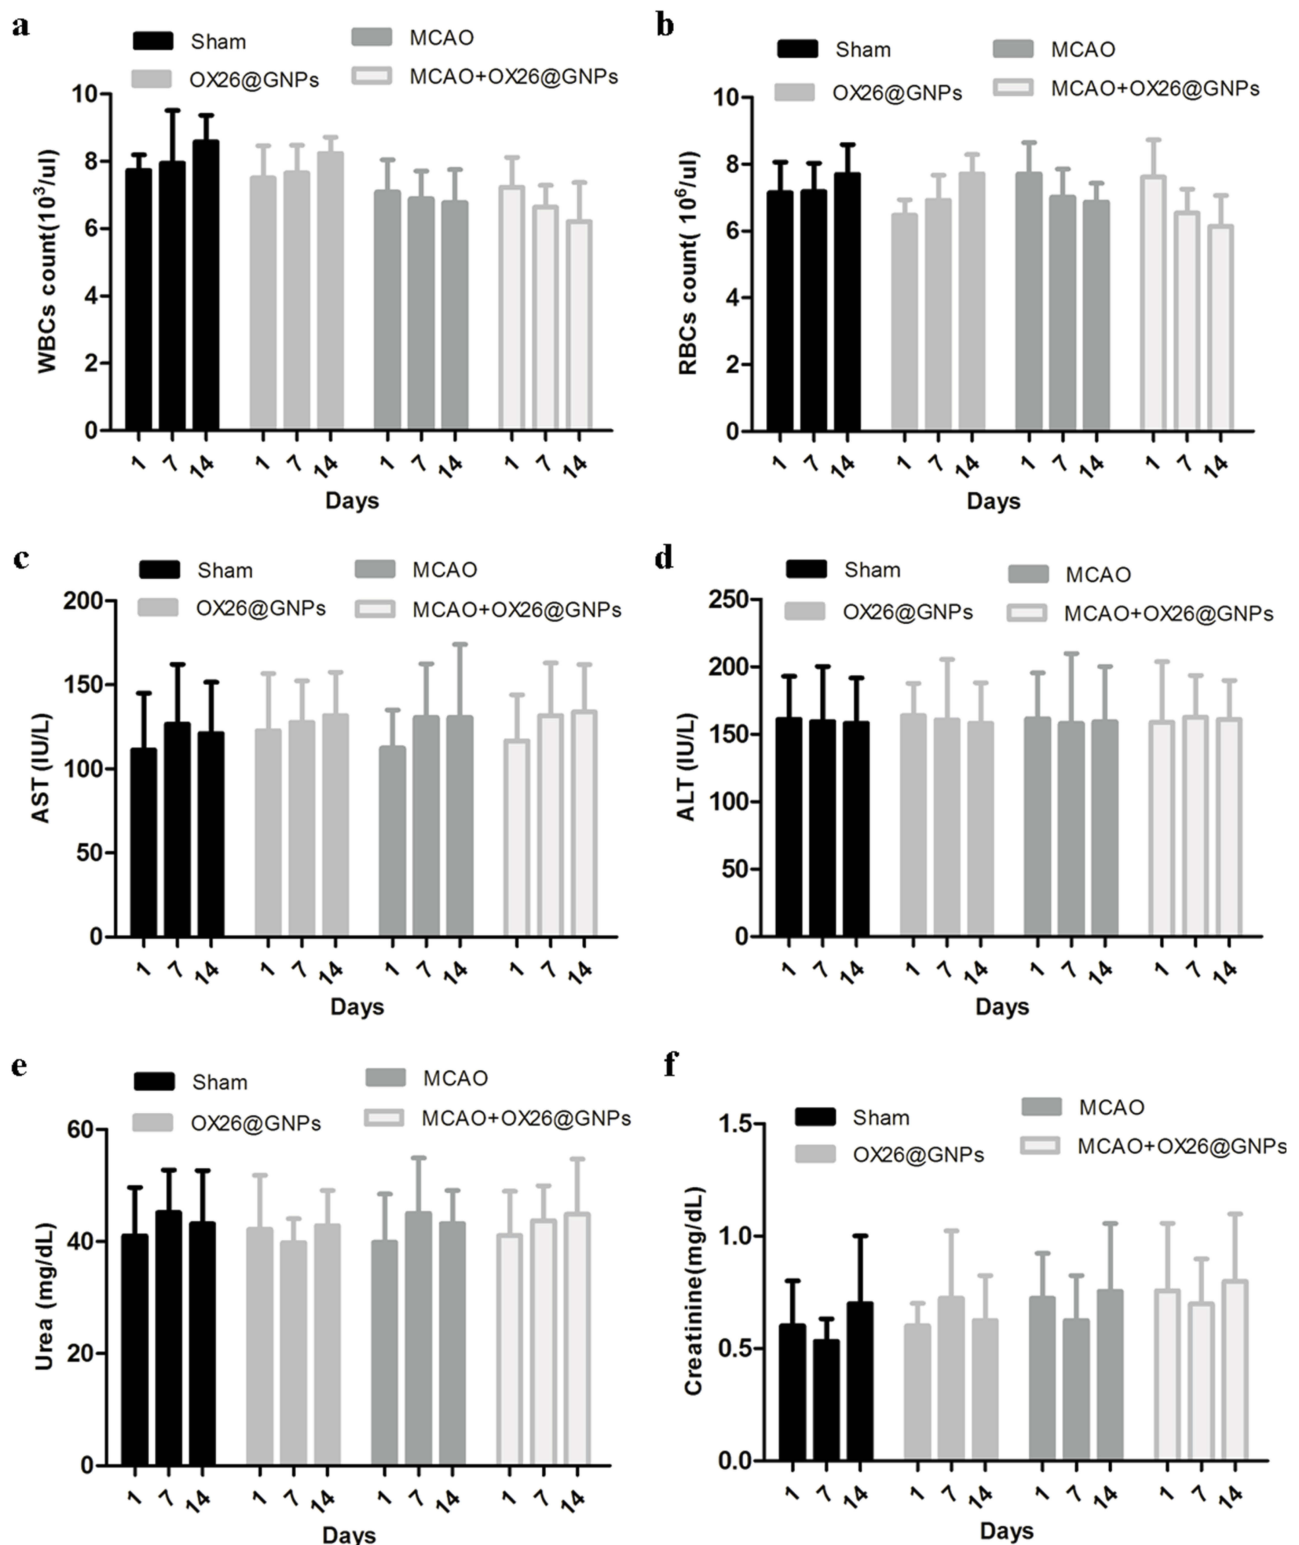 a
Sham
MCAO
OX26@GNPs
MCAO+OX26@GNPs
WBCs count(10³/ul)
10
8
6
4
2
0
1 7 14 1 7 14 1 7 14 1 7 14
Days
b
Sham
MCAO
OX26@GNPs
MCAO+OX26@GNPs
RBCs count( 10⁶/ul)
10
8
6
4
2
0
1 7 14 1 7 14 1 7 14 1 7 14
Days
c
Sham
MCAO
OX26@GNPs
MCAO+OX26@GNPs
AST (IU/L)
200
150
100
50
0
1 7 14 1 7 14 1 7 14 1 7 14
Days
d
Sham
MCAO
OX26@GNPs
MCAO+OX26@GNPs
ALT (IU/L)
250
200
150
100
50
0
1 7 14 1 7 14 1 7 14 1 7 14
Days
e
Sham
MCAO
OX26@GNPs
MCAO+OX26@GNPs
Urea (mg/dL)
60
40
20
0
1 7 14 1 7 14 1 7 14 1 7 14
Days
f
Sham
MCAO
OX26@GNPs
MCAO+OX26@GNPs
Creatinine(mg/dL)
1.5
1.0
0.5
0.0
1 7 14 1 7 14 1 7 14 1 7 14
Days